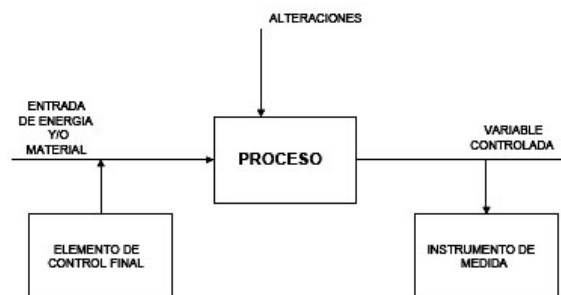 ALTERACIONES
ENTRADA
DE ENERGIA
Y/O
MATERIAL
PROCESO
VARIABLE
CONTROLADA
ELEMENTO DE
CONTROL FINAL
INSTRUMENTO DE
MEDIDA